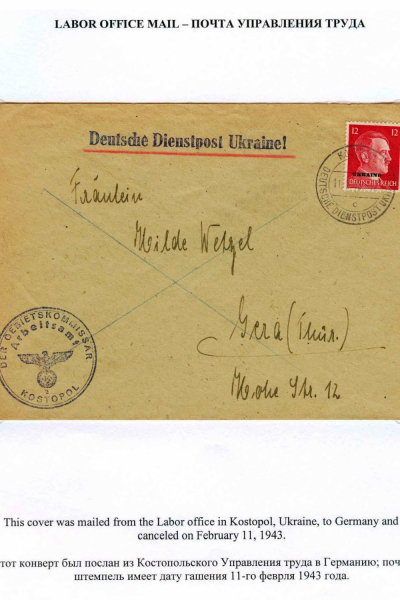 LABOR OFFICE MAIL – ПОЧТА УПРАВЛЕНИЯ ТРУДА
Deutsche Dienstpost Ukraine!
12 12
UKRAINE
DEUTSCHES REICH
DEUTSCHE DIENSTPOST
c
Fräulein
Hilde Wetzel
Gera (Thür.)
Hohe Str. 12
DER GEBIETSKOMMISSAR
Arbeitsamt
2
KOSTOPOL
This cover was mailed from the Labor office in Kostopol, Ukraine, to Germany and
canceled on February 11, 1943.
тот конверт был послан из Костопольского Управления труда в Германию; поч
штемпель имеет дату гашения 11-го февря 1943 года.